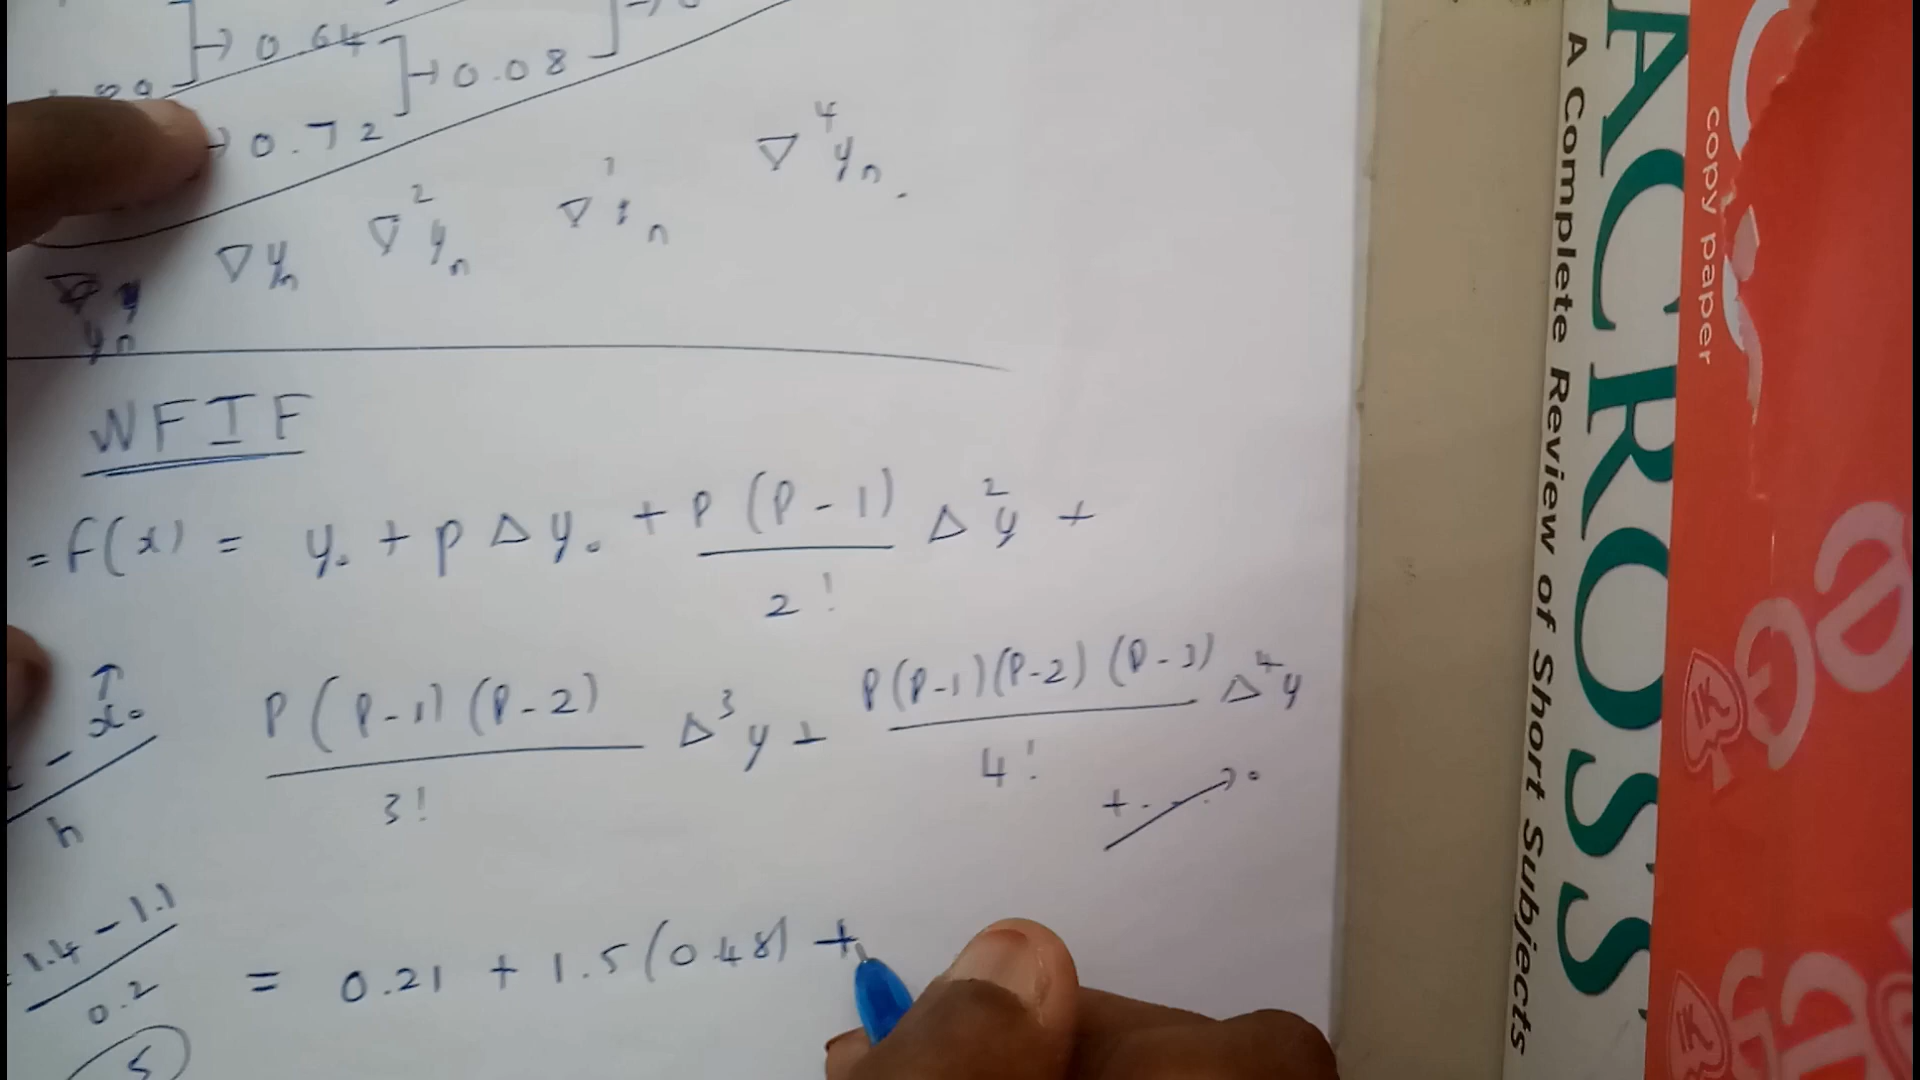 0.64
0.08
0.72
∇⁴yₙ
∇²yₙ
∇yₙ
yₙ
NFIF
= f(x) = y₀ + p Δy₀ + P(P-1)/2! Δ²y +
P(P-1)(P-2)/3! Δ³y + P(P-1)(P-2)(P-3)/4! Δ⁴y
+ ... → 0
- x₀
h
1.4 - 1.1
0.2
= 0.21 + 1.5(0.48) +
ACROSS
A Complete Review of Short Subjects
copy paper